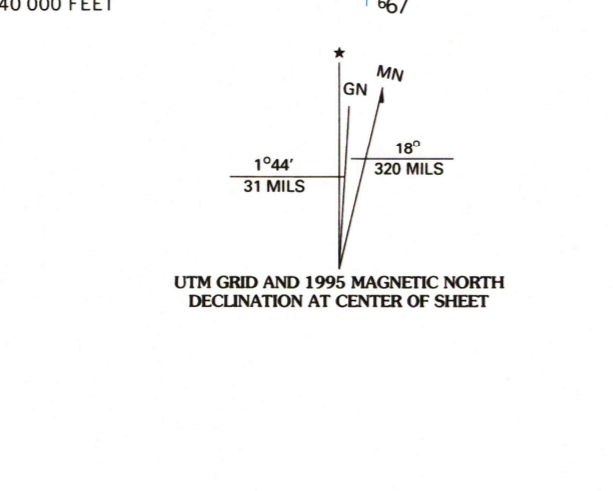 40 000 FEET
667
★
MN
GN
18°
1°44'
320 MILS
31 MILS
UTM GRID AND 1995 MAGNETIC NORTH
DECLINATION AT CENTER OF SHEET